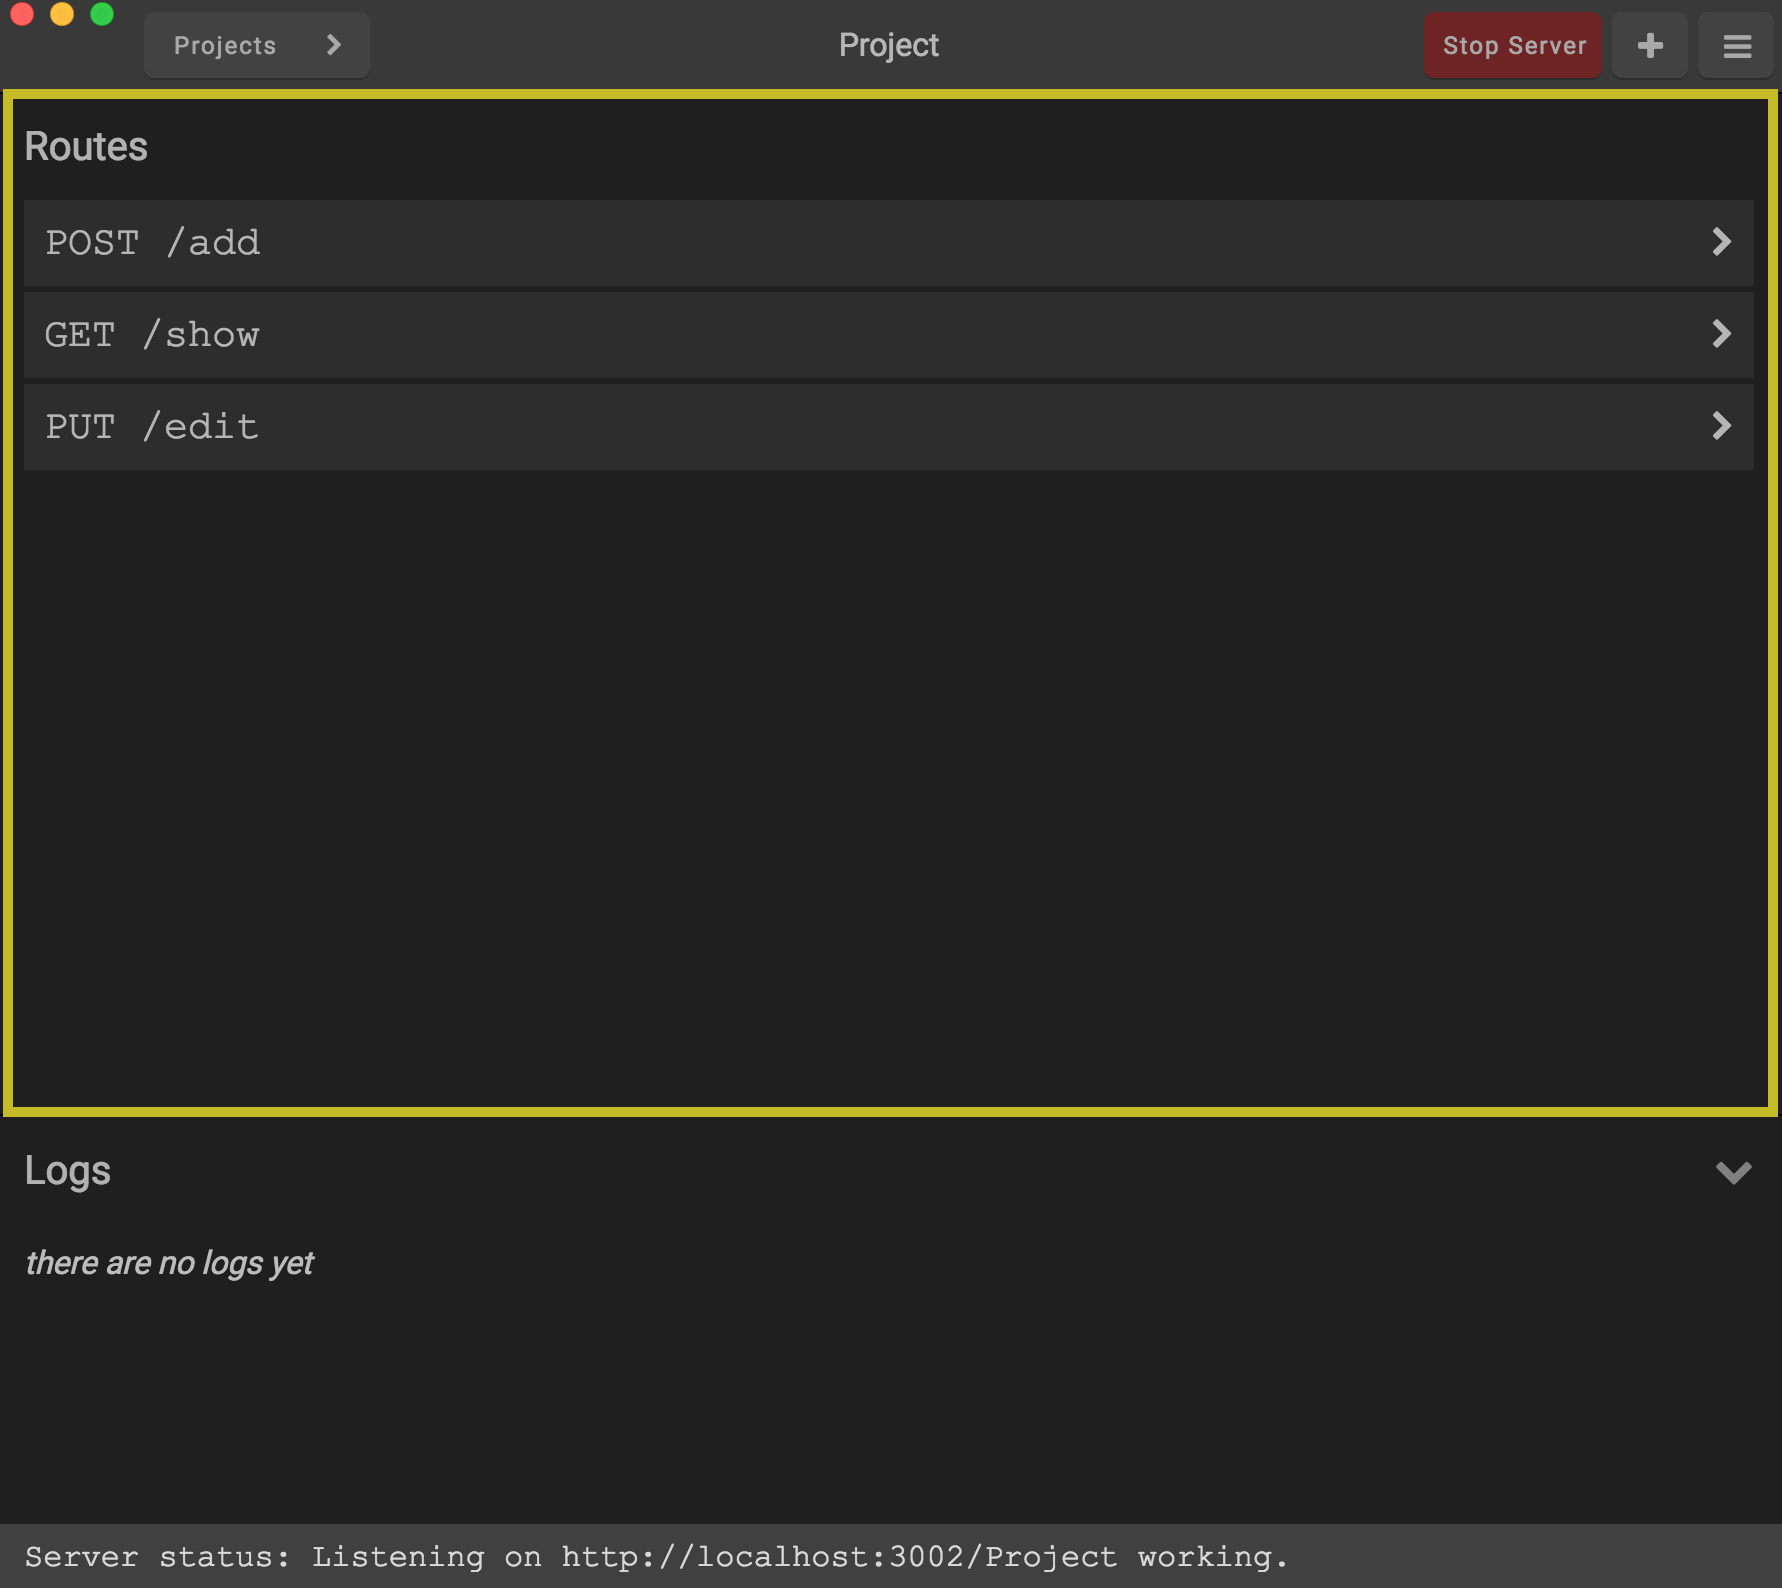 Projects
Project
Stop Server
Routes
POST /add
GET /show
PUT /edit
Logs
there are no logs yet
Server status: Listening on http://localhost:3002/Project working.